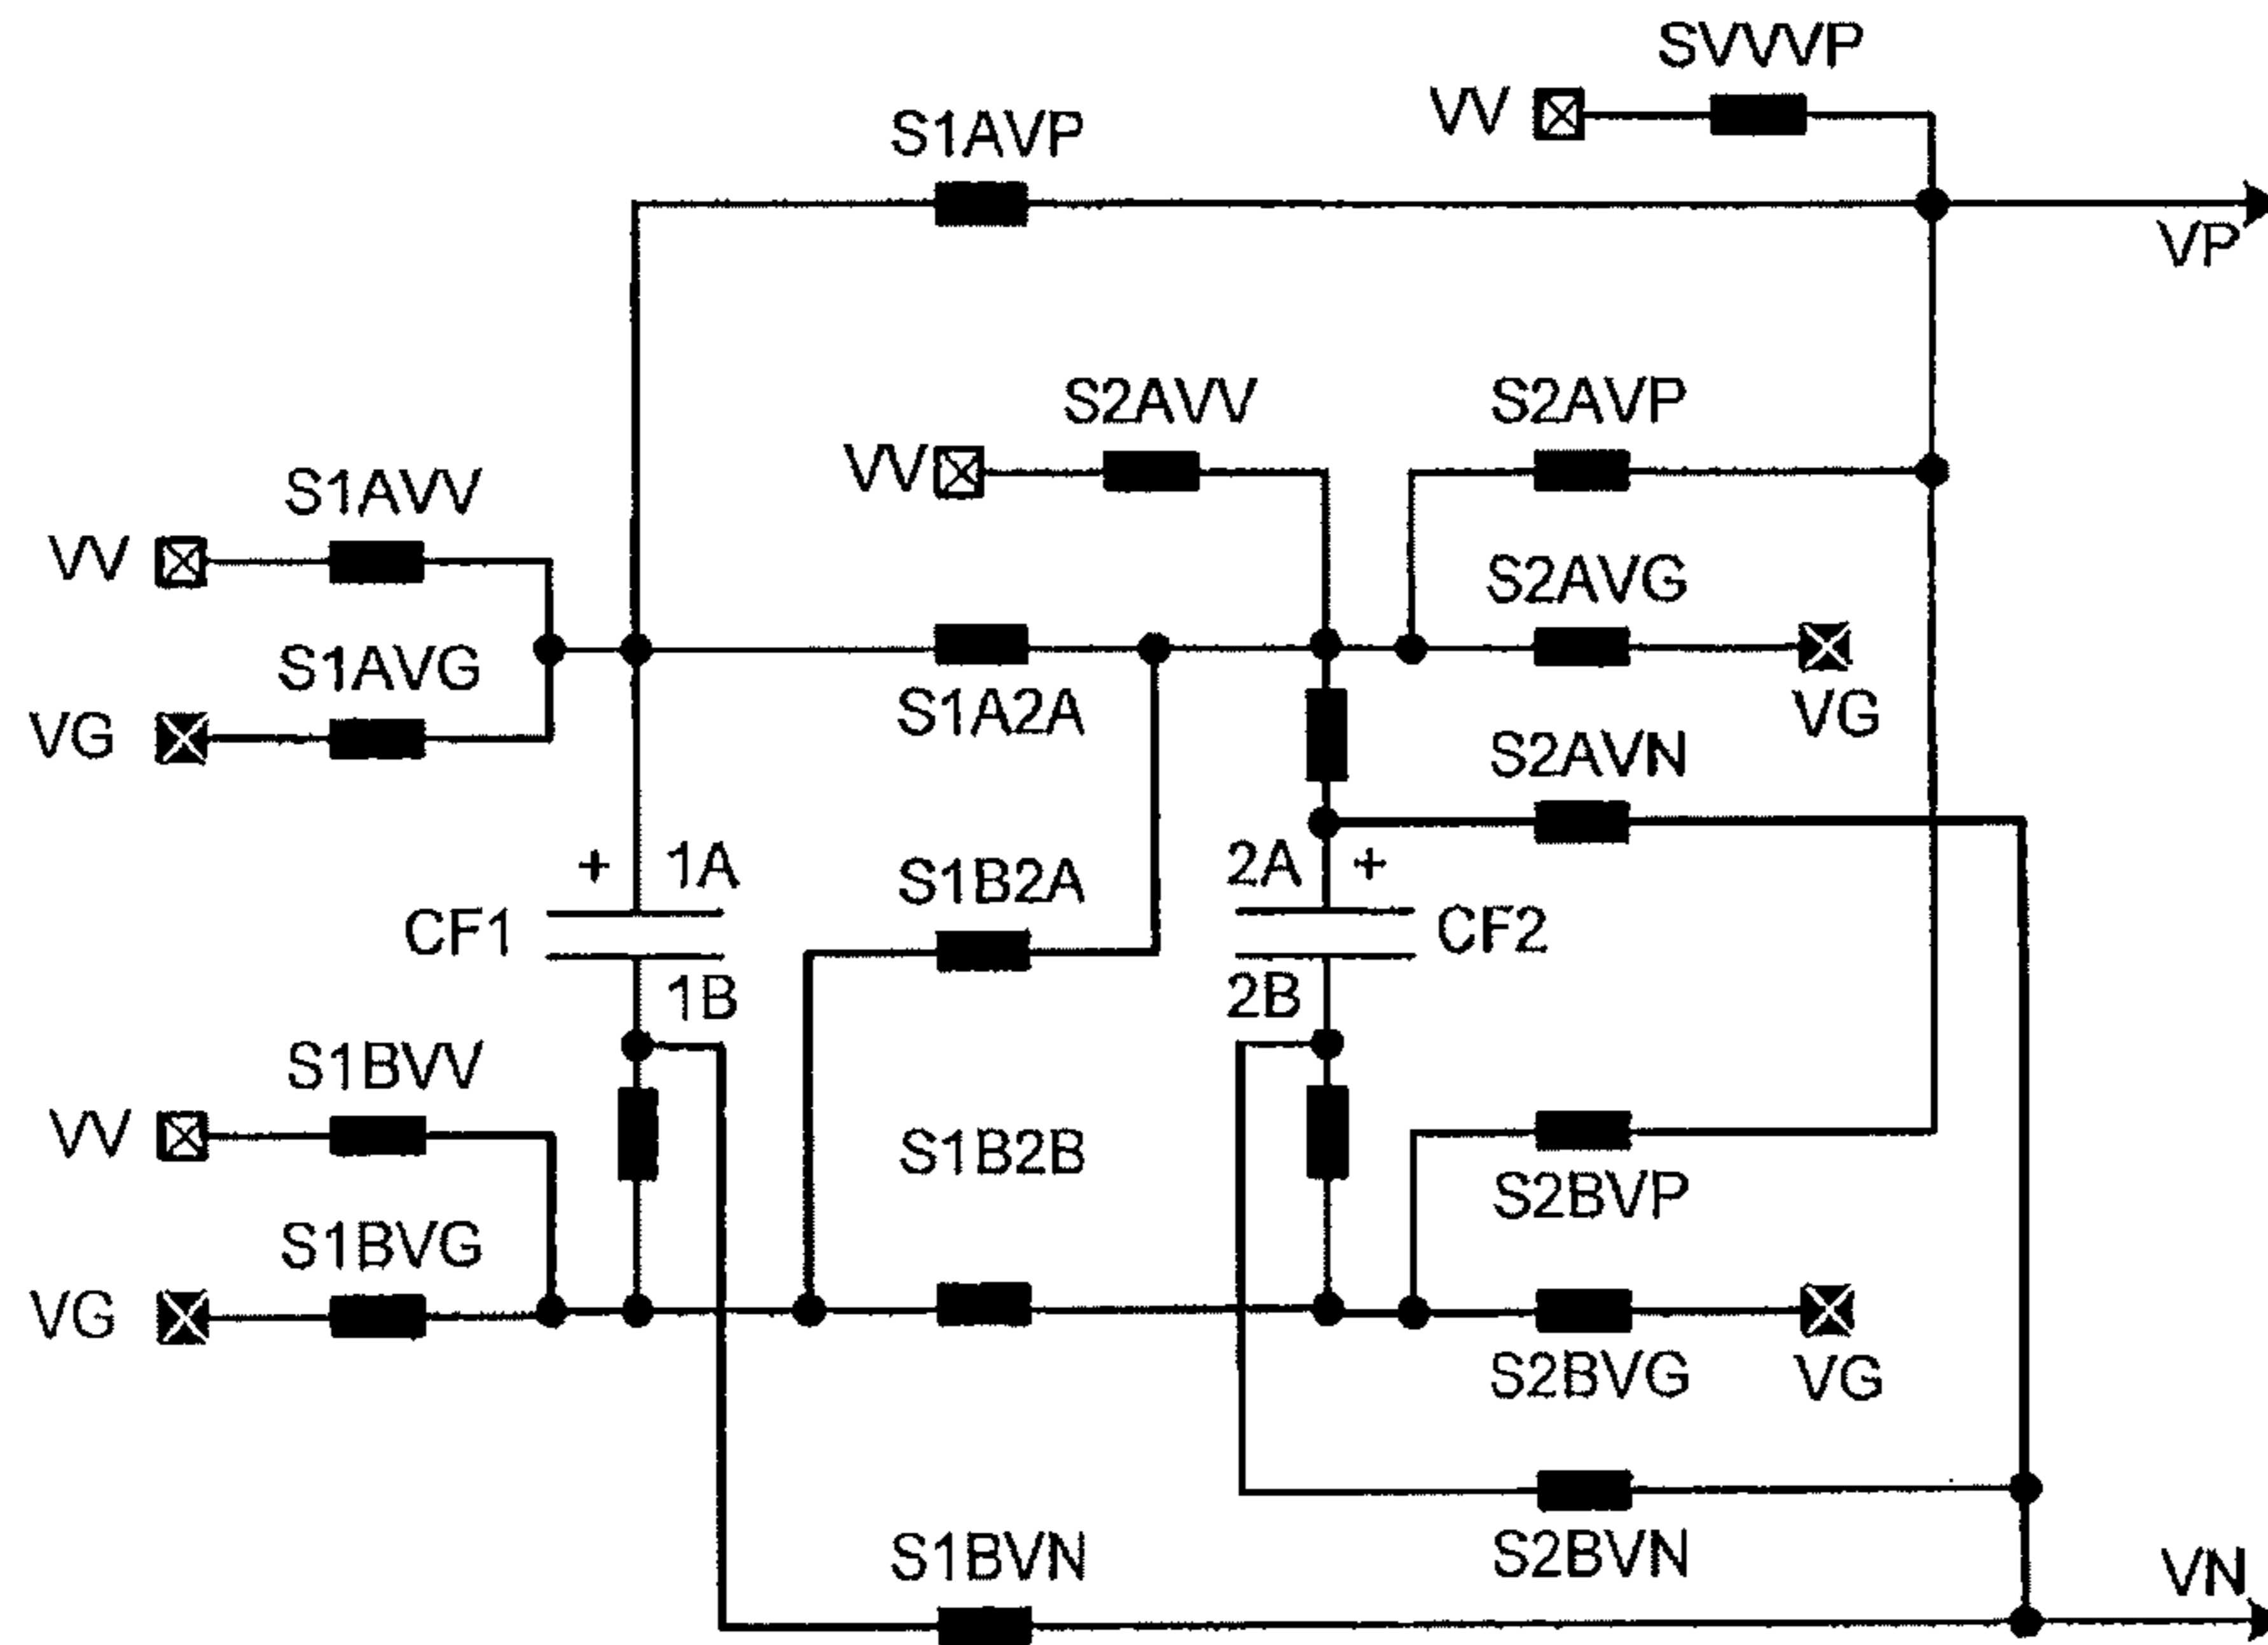 SVVVP
VV
S1AVP
VP
S2AVV
S2AVP
VV
S1AVV
VV
S2AVG
S1AVG
VG
S1A2A
VG
S2AVN
+ 1A
S1B2A
2A +
CF1
CF2
1B
2B
S1BVV
VV
S1B2B
S2BVP
S1BVG
VG
S2BVG
VG
S1BVN
S2BVN
VN